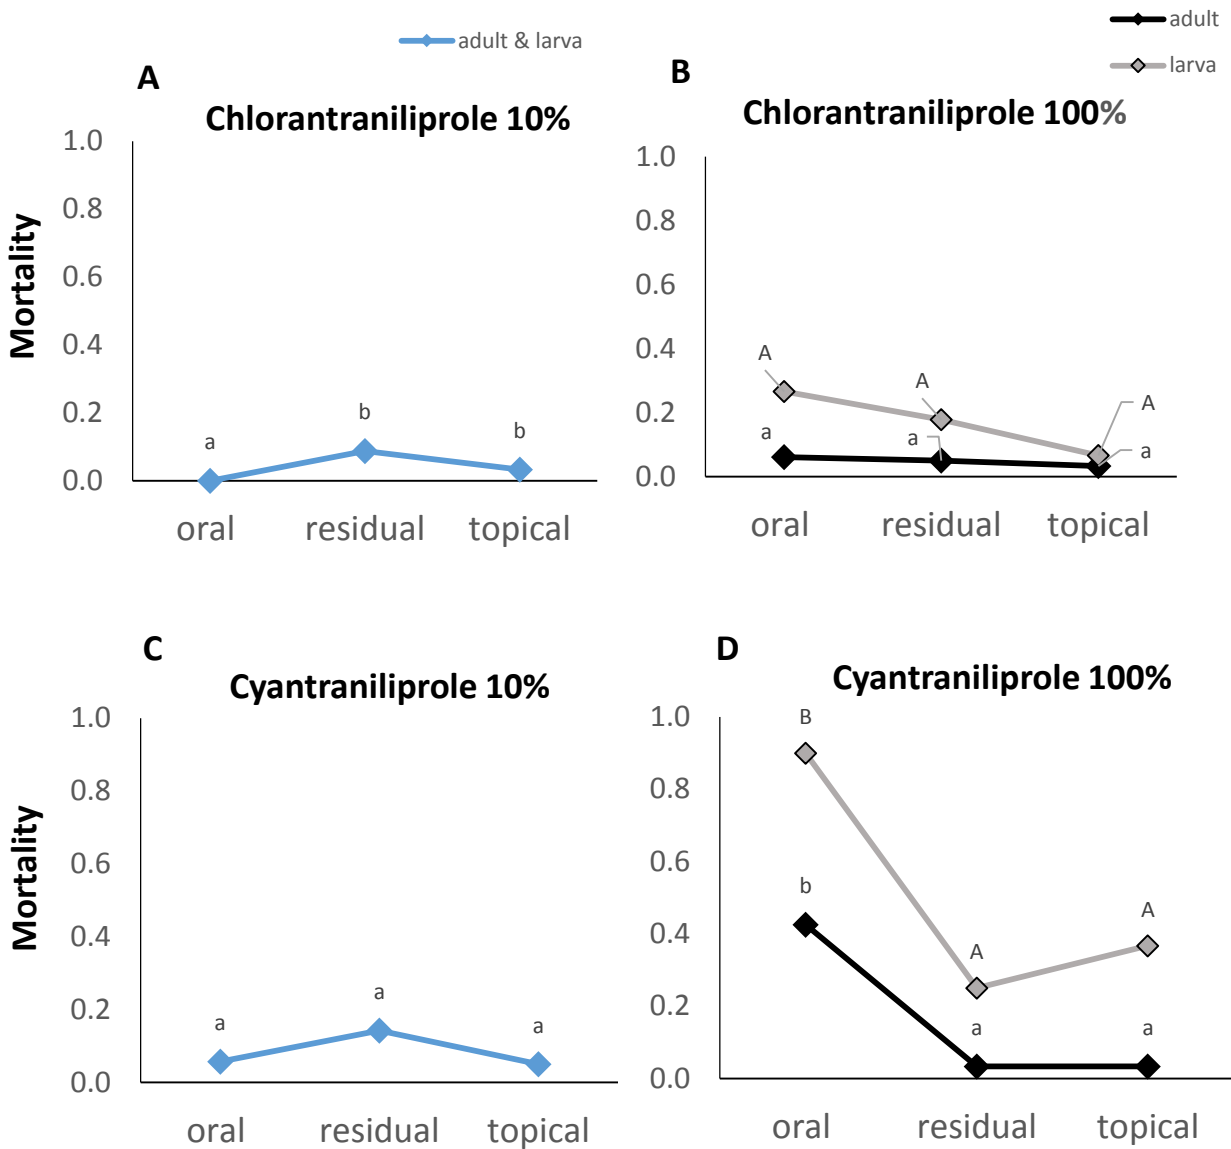 adult & larva
adult
larva
A
Chlorantraniliprole 10%
Mortality
1.0
0.8
0.6
0.4
0.2
0.0
a
b
b
oral residual topical
B
Chlorantraniliprole 100%
1.0
0.8
0.6
0.4
0.2
0.0
A
A
A
a
a
a
oral residual topical
C
Cyantraniliprole 10%
Mortality
1.0
0.8
0.6
0.4
0.2
0.0
a
a
a
oral residual topical
D
Cyantraniliprole 100%
1.0
0.8
0.6
0.4
0.2
0.0
B
A
A
b
a
a
oral residual topical